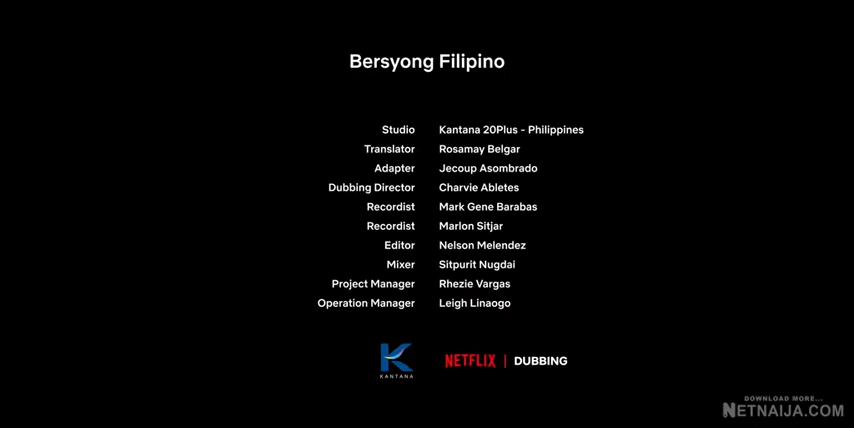 Bersyong Filipino
Studio Kantana 20Plus - Philippines
Translator Rosamay Belgar
Adapter Jecoup Asombrado
Dubbing Director Charvie Abletes
Recordist Mark Gene Barabas
Recordist Marlon Sitjar
Editor Nelson Melendez
Mixer Sitpurit Nugdai
Project Manager Rhezie Vargas
Operation Manager Leigh Linaogo
KANTANA
NETFLIX | DUBBING
DOWNLOAD MORE...
NETNAIJA.COM